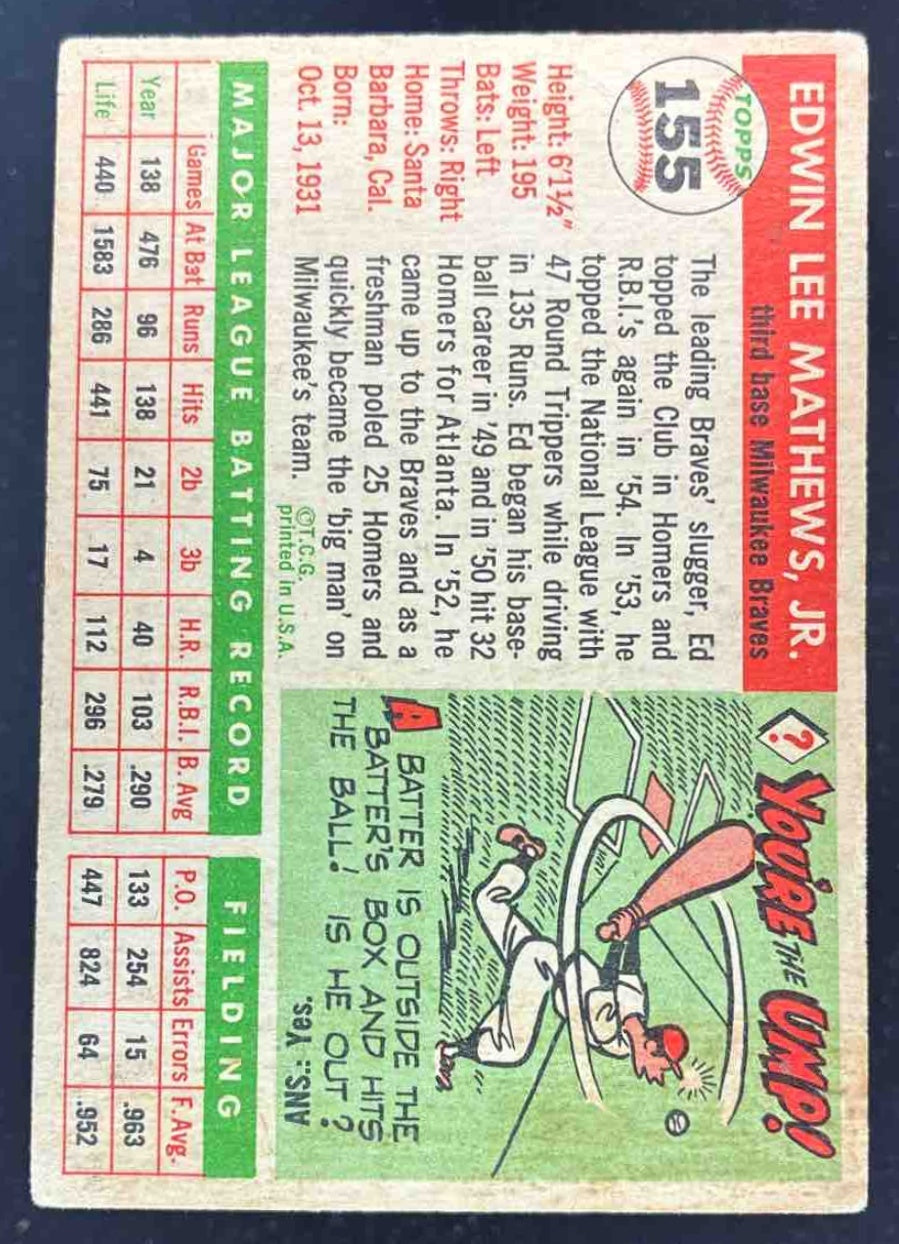 EDWIN LEE MATHEWS, JR.
third base Milwaukee Braves
TOPPS
155
Height: 6'1½"
Weight: 195
Bats: Left
Throws: Right
Home: Santa
Barbara, Cal.
Born:
Oct. 13, 1931
The leading Braves' slugger, Ed
topped the Club in Homers and
R.B.I.'s again in '54. In '53, he
topped the National League with
47 Round Trippers while driving
in 135 Runs. Ed began his base-
ball career in '49 and in '50 hit 32
Homers for Atlanta. In '52, he
came up to the Braves and as a
freshman poled 25 Homers and
quickly became the 'big man' on
Milwaukee's team.
©T.C.G.
printed in U.S.A.
? YOU'RE THE UMP!
A BATTER IS OUTSIDE THE
BATTER'S BOX AND HITS
THE BALL! IS HE OUT?
ANS.: Yes.
MAJOR LEAGUE BATTING RECORD
Games At Bat Runs Hits 2b 3b H.R. R.B.I. B. Avg
Year 138 476 96 138 21 4 40 103 .290
Life 440 1583 286 441 75 17 112 296 .279
FIELDING
P.O. Assists Errors F. Avg.
133 254 15 .963
447 824 64 .952